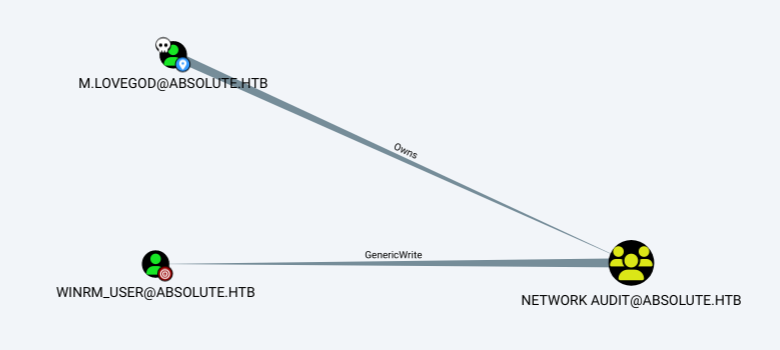 M.LOVEGOD@ABSOLUTE.HTB
Owns
GenericWrite
WINRM_USER@ABSOLUTE.HTB
NETWORK AUDIT@ABSOLUTE.HTB